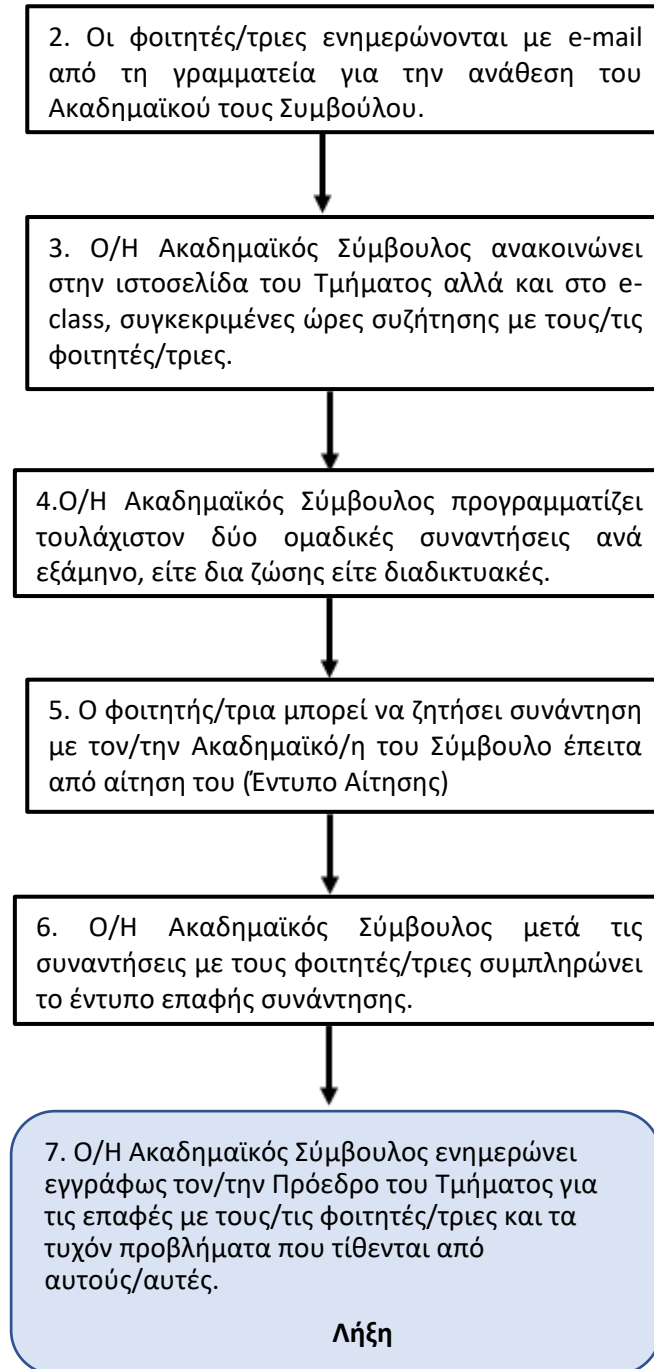 2. Οι φοιτητές/τριες ενημερώνονται με e-mail
από τη γραμματεία για την ανάθεση του
Ακαδημαϊκού τους Συμβούλου.
3. Ο/Η Ακαδημαϊκός Σύμβουλος ανακοινώνει
στην ιστοσελίδα του Τμήματος αλλά και στο e-
class, συγκεκριμένες ώρες συζήτησης με τους/τις
φοιτητές/τριες.
4.Ο/Η Ακαδημαϊκός Σύμβουλος προγραμματίζει
τουλάχιστον δύο ομαδικές συναντήσεις ανά
εξάμηνο, είτε δια ζώσης είτε διαδικτυακές.
5. Ο φοιτητής/τρια μπορεί να ζητήσει συνάντηση
με τον/την Ακαδημαϊκό/η του Σύμβουλο έπειτα
από αίτηση του (Έντυπο Αίτησης)
6. Ο/Η Ακαδημαϊκός Σύμβουλος μετά τις
συναντήσεις με τους φοιτητές/τριες συμπληρώνει
το έντυπο επαφής συνάντησης.
7. Ο/Η Ακαδημαϊκός Σύμβουλος ενημερώνει
εγγράφως τον/την Πρόεδρο του Τμήματος για
τις επαφές με τους/τις φοιτητές/τριες και τα
τυχόν προβλήματα που τίθενται από
αυτούς/αυτές.
Λήξη